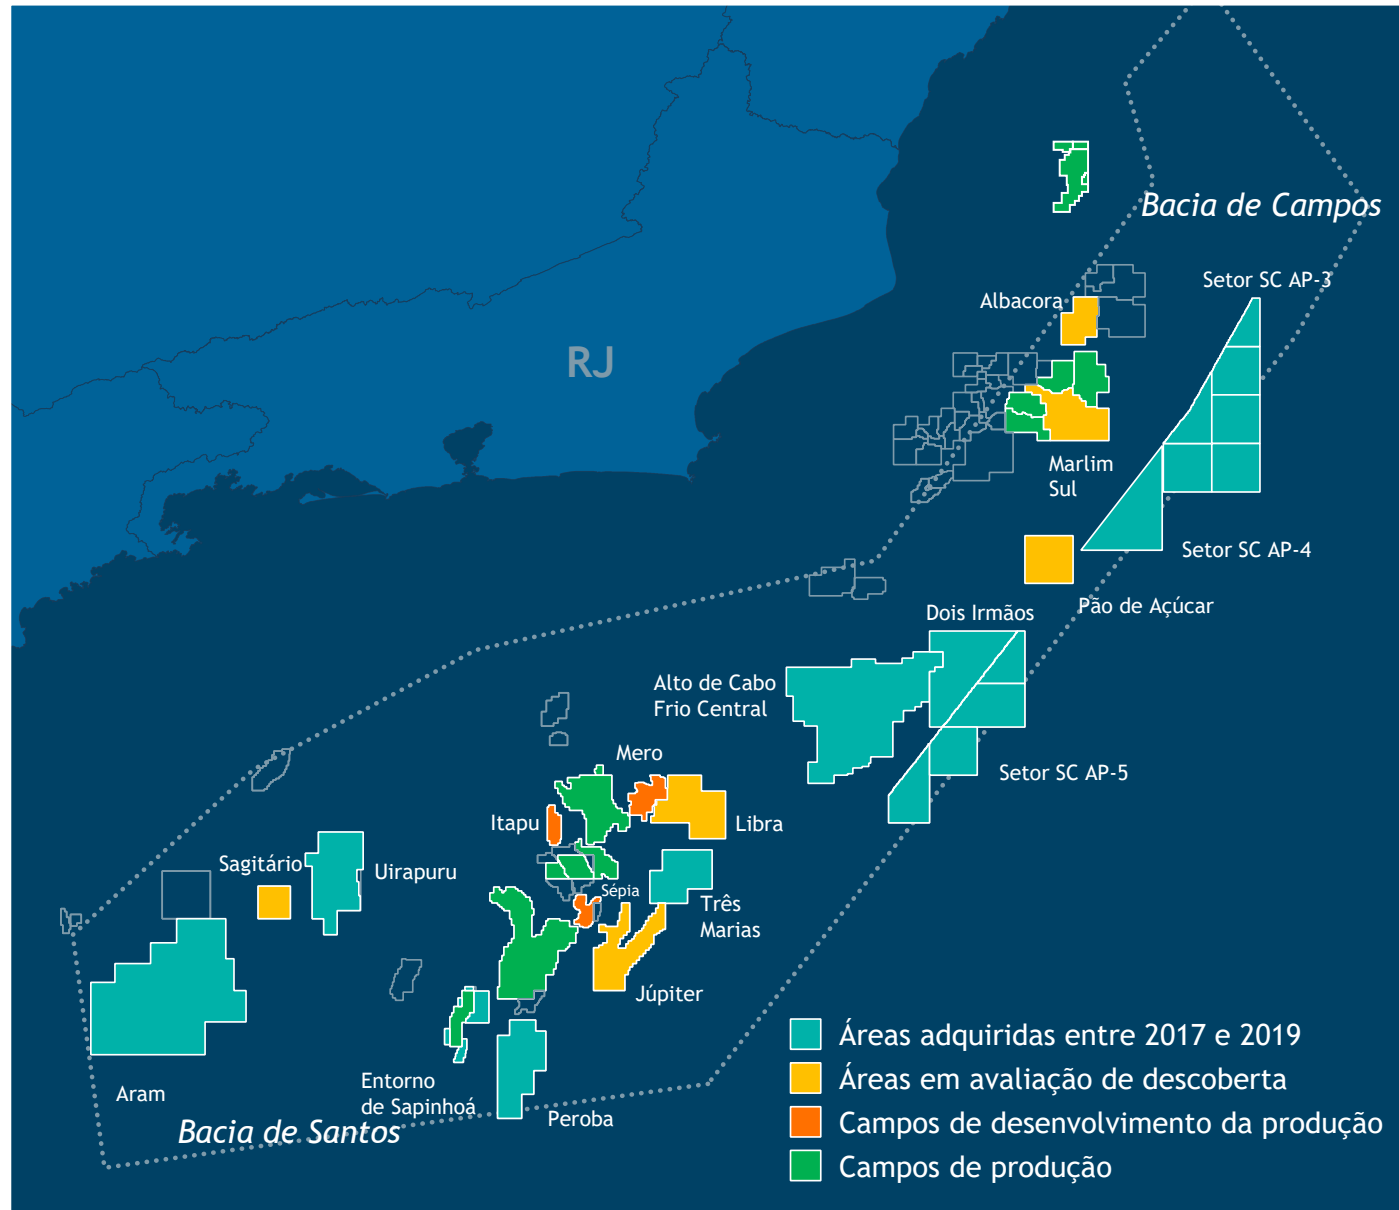 Bacia de Campos
Setor SC AP-3
Albacora
RJ
Marlim
Sul
Setor SC AP-4
Pão de Açúcar
Dois Irmãos
Alto de Cabo
Frio Central
Mero
Setor SC AP-5
Itapu
Libra
Sagitário
Uirapuru
Sépia
Três
Marias
Júpiter
Áreas adquiridas entre 2017 e 2019
Áreas em avaliação de descoberta
Entorno
de Sapinhoá
Aram
Peroba
Campos de desenvolvimento da produção
Bacia de Santos
Campos de produção